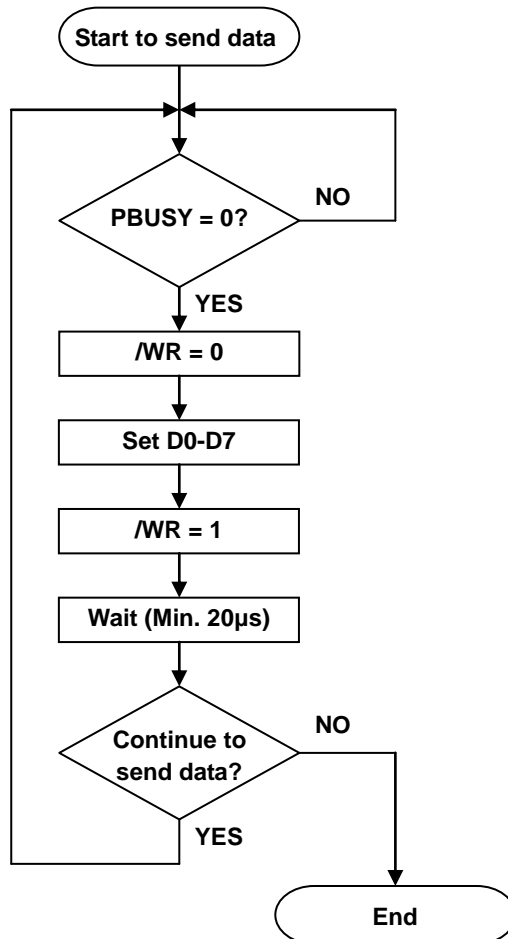 Start to send data
PBUSY = 0?
NO
YES
/WR = 0
Set D0-D7
/WR = 1
Wait (Min. 20µs)
Continue to
send data?
NO
YES
End